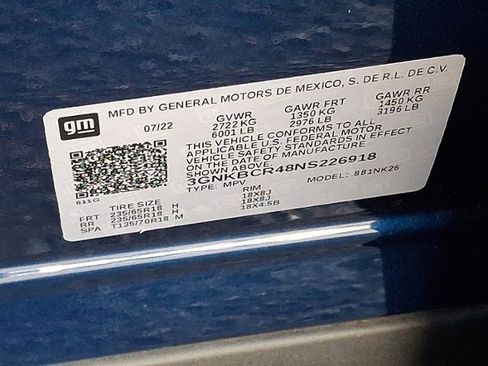 gm
MFD BY GENERAL MOTORS DE MEXICO, S. DE R.L. DE C.V.
07/22 GVWR GAWR FRT GAWR RR
2722 KG 1350 KG 1450 KG
6001 LB 2976 LB 3196 LB
THIS VEHICLE CONFORMS TO ALL
APPLICABLE U.S. FEDERAL MOTOR
VEHICLE SAFETY STANDARDS IN EFFECT
ON THE DATE OF MANUFACTURE
3GNKBCR48NS226918
TYPE: MPV MODEL: 881NK26
611G
TIRE SIZE RIM
FRT 235/65R18 H 18X8J
RR 235/65R18 H 18X8J
SPA T135/70R18 M 18X4.5B